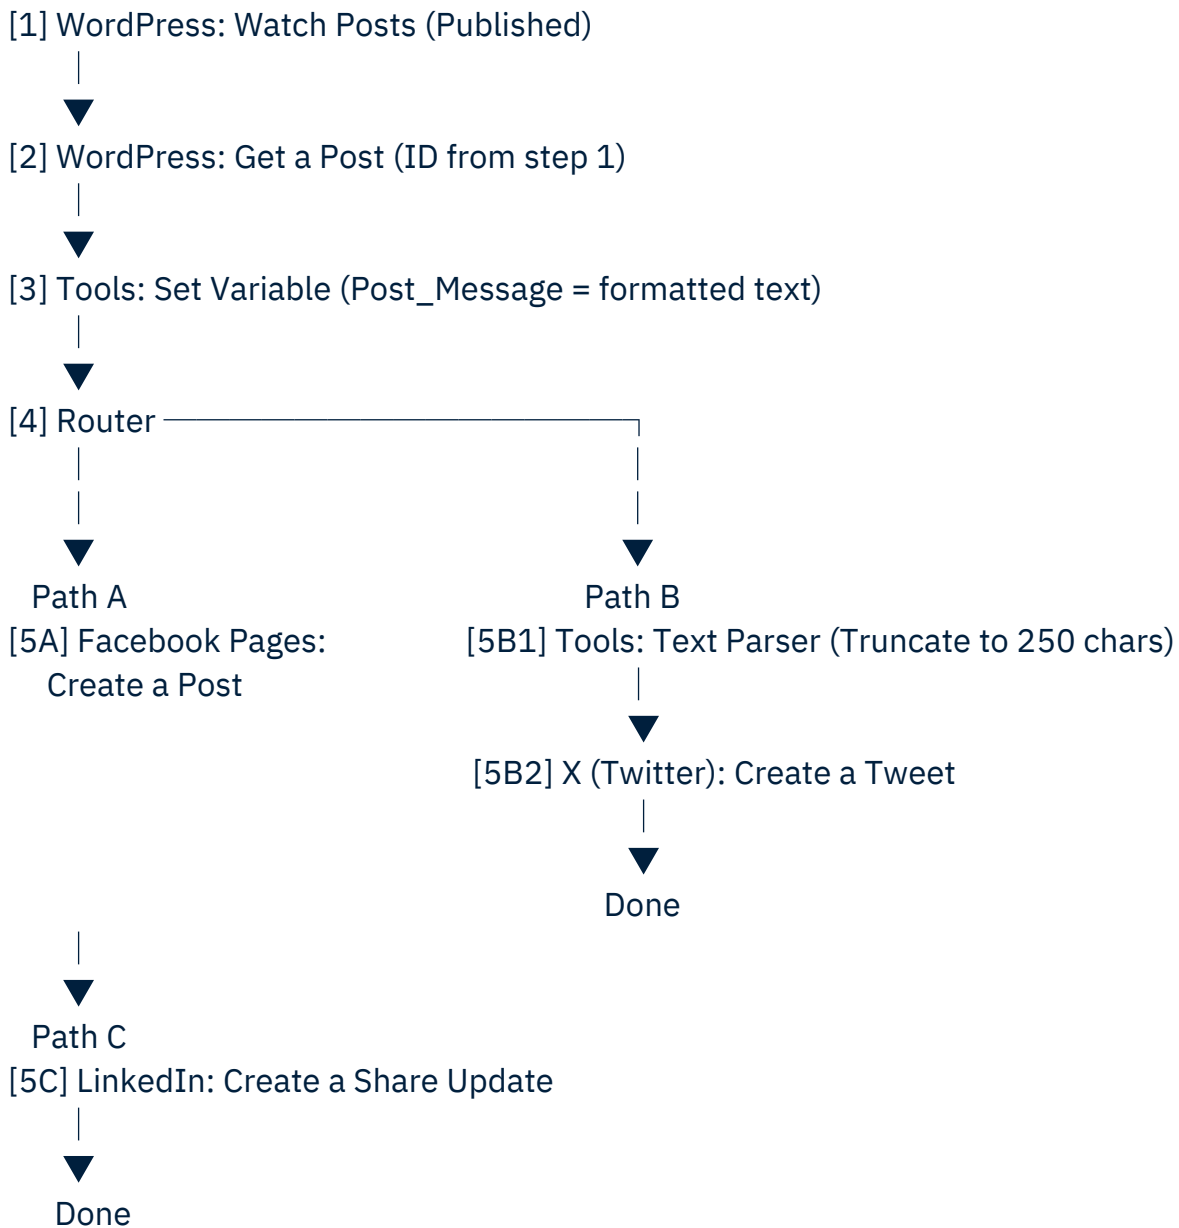 [1] WordPress: Watch Posts (Published)
[2] WordPress: Get a Post (ID from step 1)
[3] Tools: Set Variable (Post_Message = formatted text)
[4] Router
Path A
[5A] Facebook Pages:
Create a Post
Path B
[5B1] Tools: Text Parser (Truncate to 250 chars)
[5B2] X (Twitter): Create a Tweet
Done
Path C
[5C] LinkedIn: Create a Share Update
Done